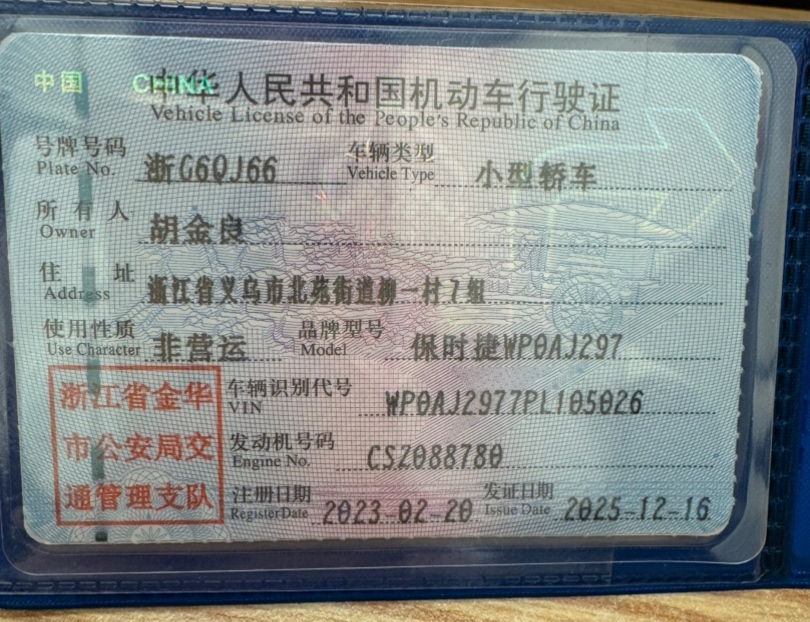 中国 CHINA
中华人民共和国机动车行驶证
Vehicle License of the People's Republic of China
号牌号码 浙G6QJ66 车辆类型 小型轿车
Plate No. Vehicle Type
所有人 胡金良
Owner
住址 浙江省义乌市北苑街道柳一村7组
Address
使用性质 非营运 品牌型号 保时捷WP0AJ297
Use Character Model
浙江省金华 车辆识别代号 WP0AJ2977PL105026
VIN
市公安局交 发动机号码 CSZ088780
Engine No.
通管理支队 注册日期 2023-02-20 发证日期 2025-12-16
Register Date Issue Date